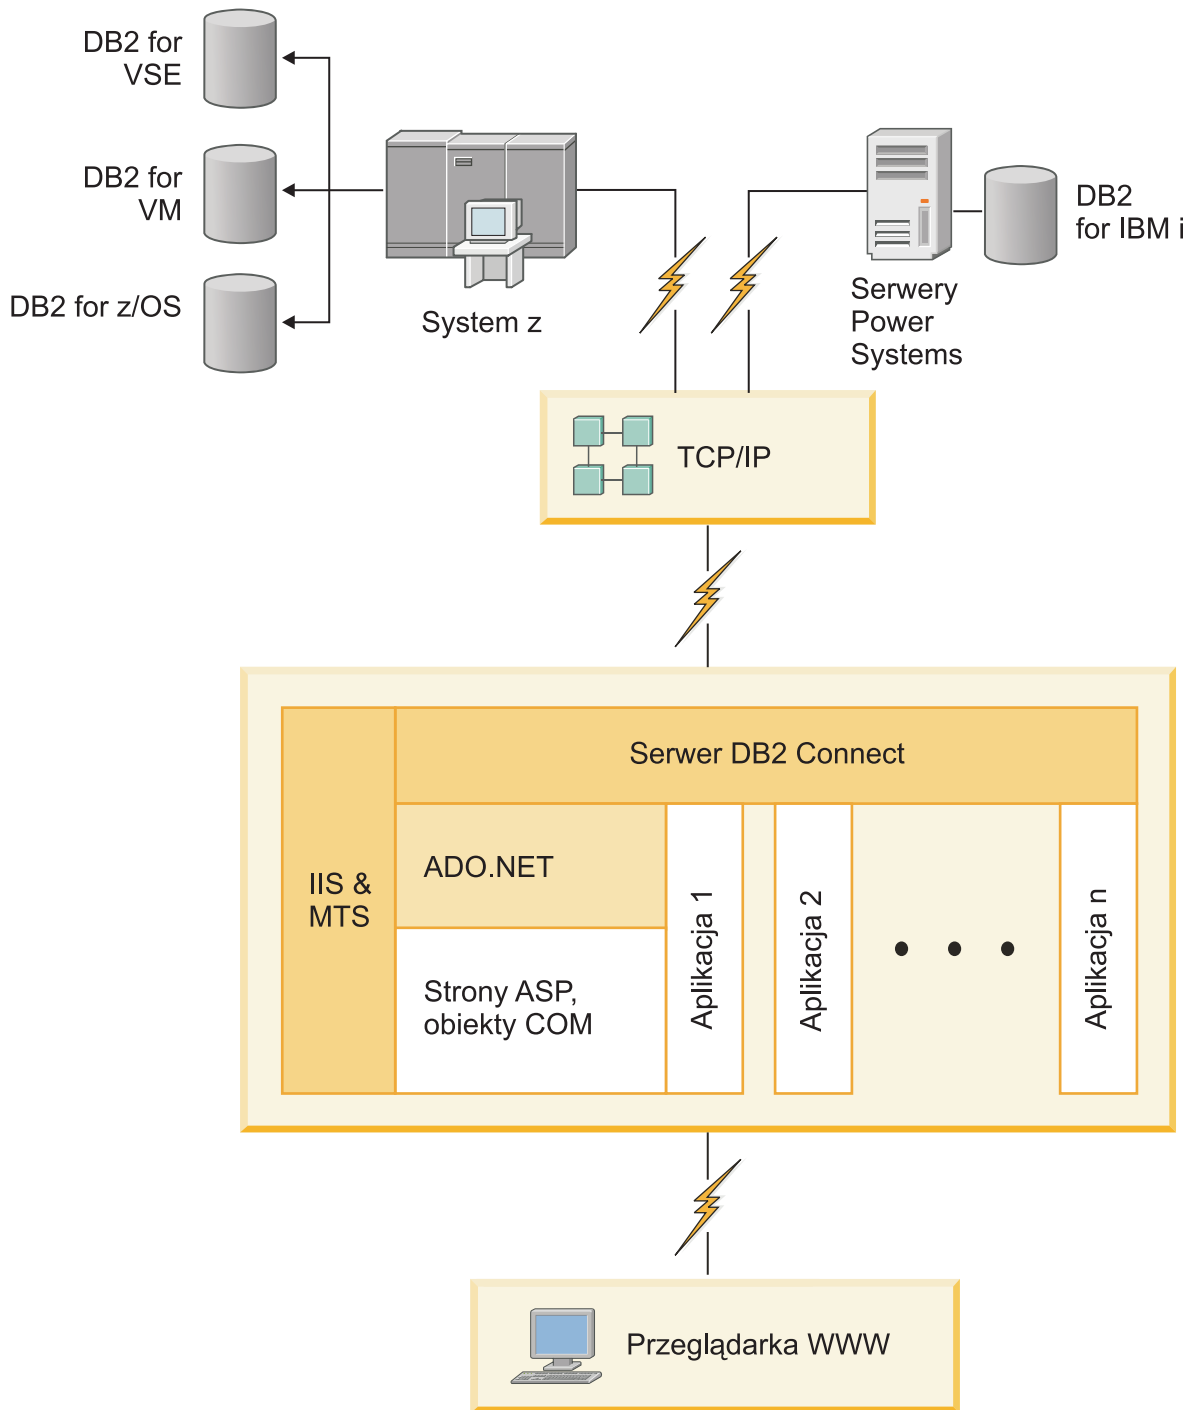 DB2 for
VSE
DB2 for
VM
DB2 for z/OS
System z
Serwery
Power
Systems
DB2
for IBM i
TCP/IP
Serwer DB2 Connect
IIS &
MTS
ADO.NET
Strony ASP,
obiekty COM
Aplikacja 1
Aplikacja 2
Aplikacja n
Przeglądarka WWW